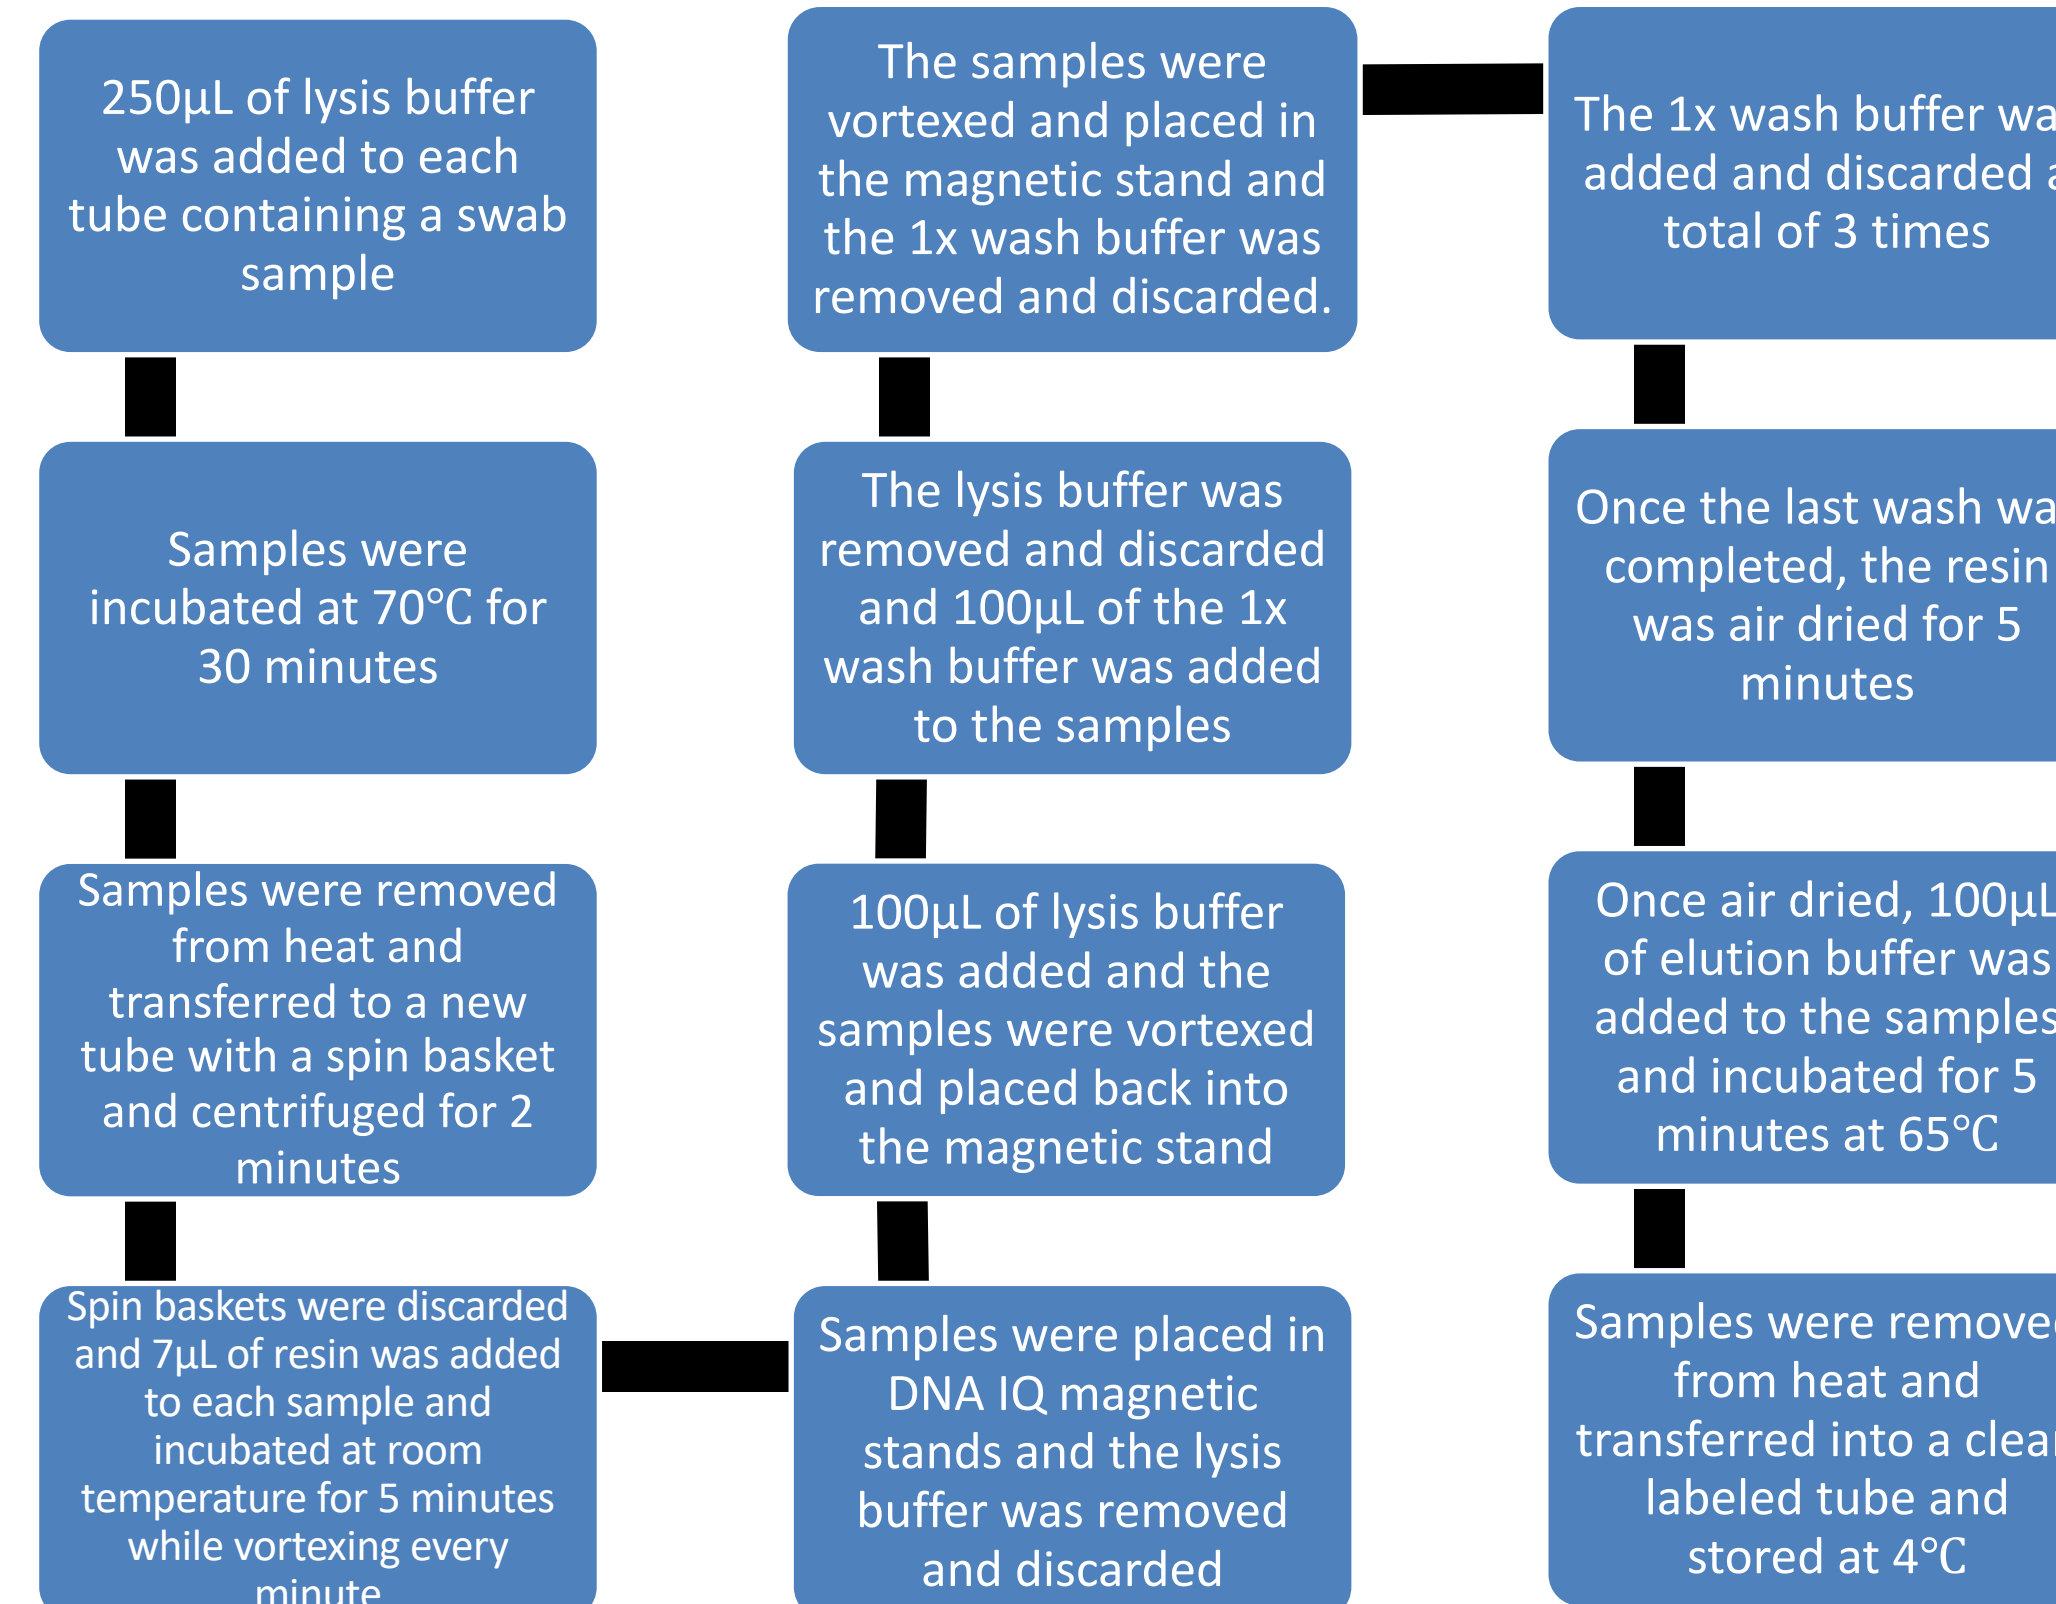 250µL of lysis buffer
was added to each
tube containing a swab
sample
Samples were
incubated at 70°C for
30 minutes
Samples were removed
from heat and
transferred to a new
tube with a spin basket
and centrifuged for 2
minutes
Spin baskets were discarded
and 7µL of resin was added
to each sample and
incubated at room
temperature for 5 minutes
while vortexing every
minute
Samples were placed in
DNA IQ magnetic
stands and the lysis
buffer was removed
and discarded
100µL of lysis buffer
was added and the
samples were vortexed
and placed back into
the magnetic stand
The lysis buffer was
removed and discarded
and 100µL of the 1x
wash buffer was added
to the samples
The samples were
vortexed and placed in
the magnetic stand and
the 1x wash buffer was
removed and discarded.
The 1x wash buffer wa
added and discarded a
total of 3 times
Once the last wash wa
completed, the resin
was air dried for 5
minutes
Once air dried, 100µL
of elution buffer was
added to the samples
and incubated for 5
minutes at 65°C
Samples were removed
from heat and
transferred into a clean
labeled tube and
stored at 4°C